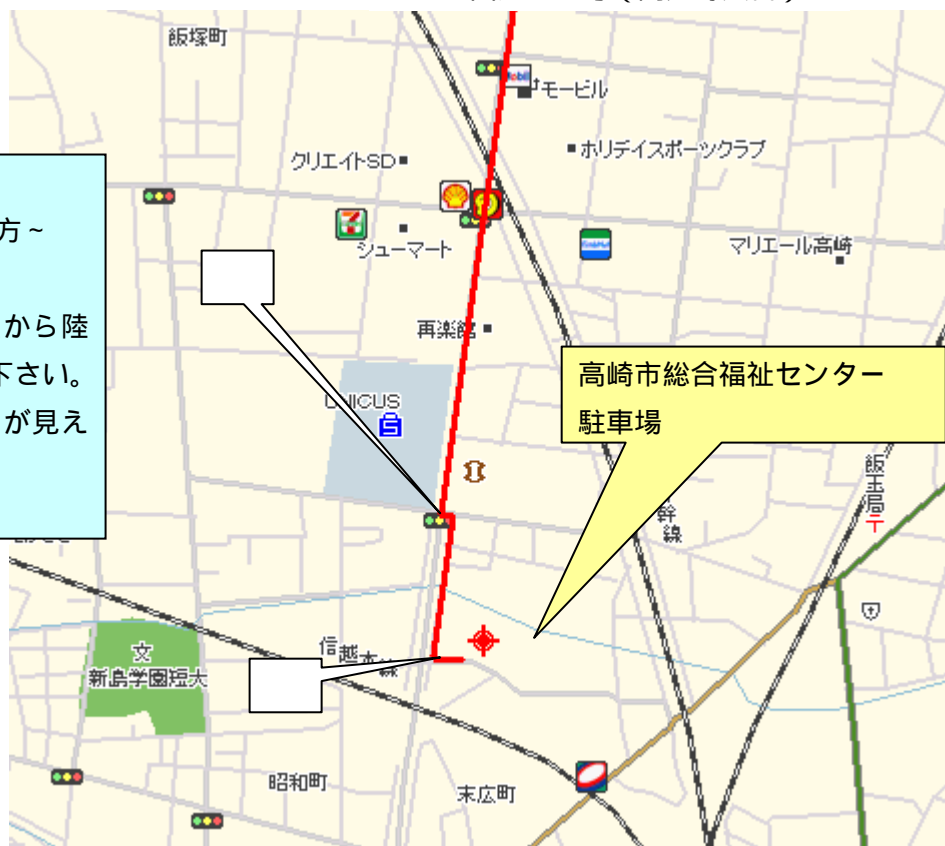 飯塚町
Mobil
モービル
クリエイトSD
ホリデイスポーツクラブ
方~
シューマート
マリエール高崎
から陸
再楽館
下さい。
高崎市総合福祉センター
駐車場
UNICUS
が見え
飯玉局
幹線
信越本線
文
新島学園短大
昭和町
末広町